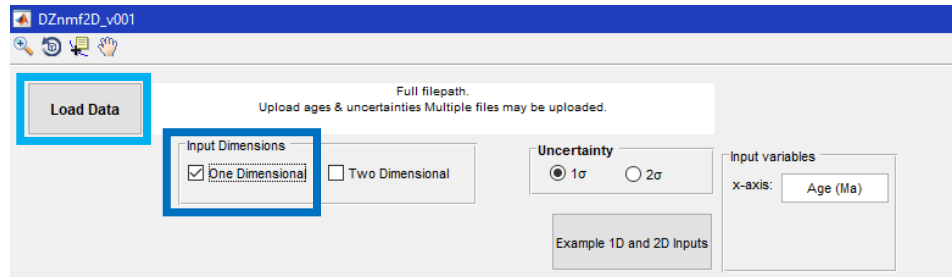 DZnmf2D_v001
Full filepath.
Load Data
Upload ages & uncertainties Multiple files may be uploaded.
Input Dimensions
One Dimensional
Two Dimensional
Uncertainty
1σ
2σ
Input variables
x-axis:
Age (Ma)
Example 1D and 2D Inputs